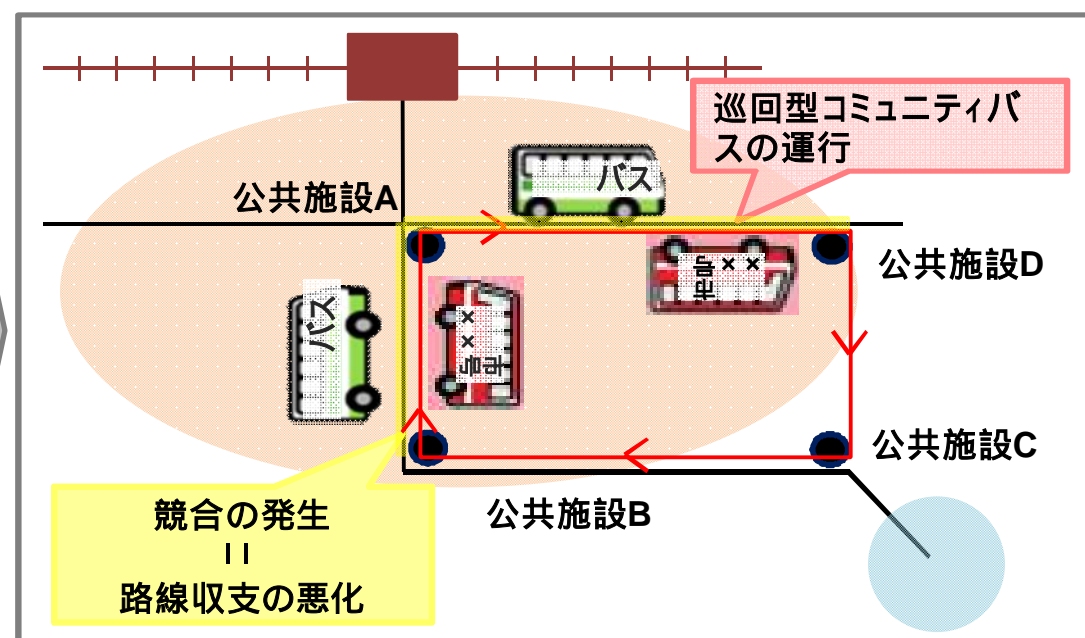 巡回型コミュニティバ
スの運行
バス
公共施設A
市号××
公共施設D
バス
市号××
公共施設C
競合の発生
=
路線収支の悪化
公共施設B